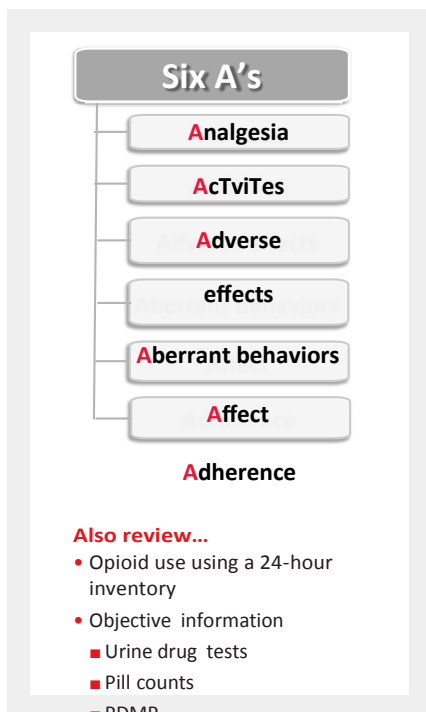 Six A's
Analgesia
AcTviTes
Adverse
effects
Aberrant behaviors
Affect
Adherence
Also review...
• Opioid use using a 24-hour
inventory
• Objective information
■ Urine drug tests
■ Pill counts
■ PDMP